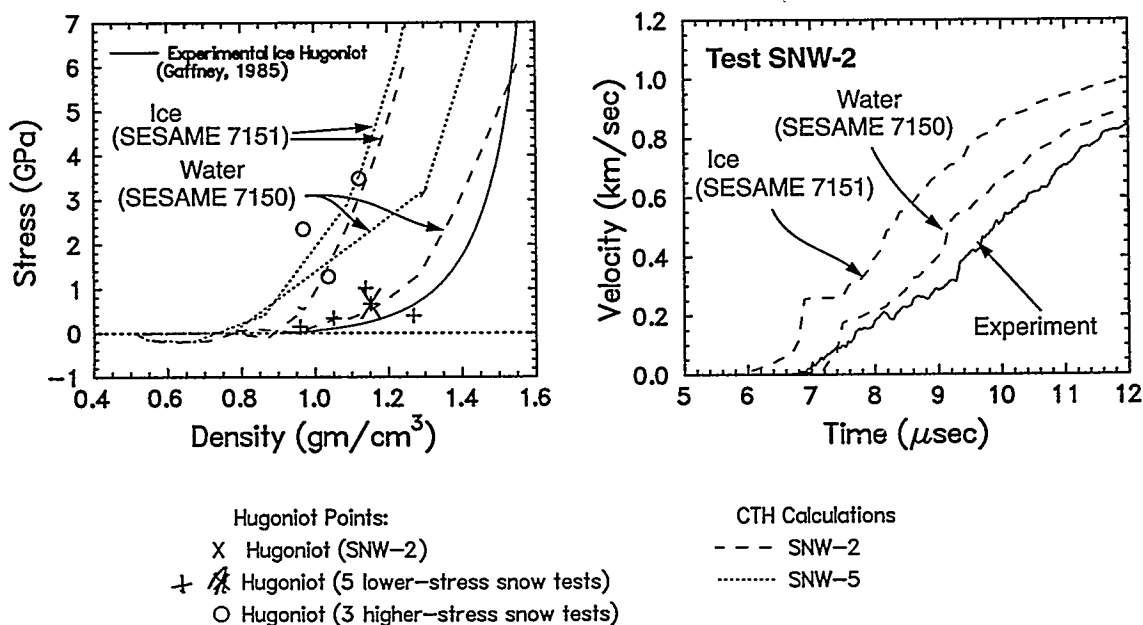 7
6
5
4
3
2
1
0
−1
0.4 0.6 0.8 1.0 1.2 1.4 1.6
Stress (GPa)
Density (gm/cm³)
Experimental Ice Hugoniot
(Gaffney, 1985)
Ice
(SESAME 7151)
Water
(SESAME 7150)
1.2
1.0
0.8
0.6
0.4
0.2
0.0
5 6 7 8 9 10 11 12
Velocity (km/sec)
Time (μsec)
Test SNW-2
Water
(SESAME 7150)
Ice
(SESAME 7151)
Experiment
Hugoniot Points:
X Hugoniot (SNW−2)
+ Hugoniot (5 lower−stress snow tests)
O Hugoniot (3 higher−stress snow tests)
CTH Calculations
SNW−2
SNW−5